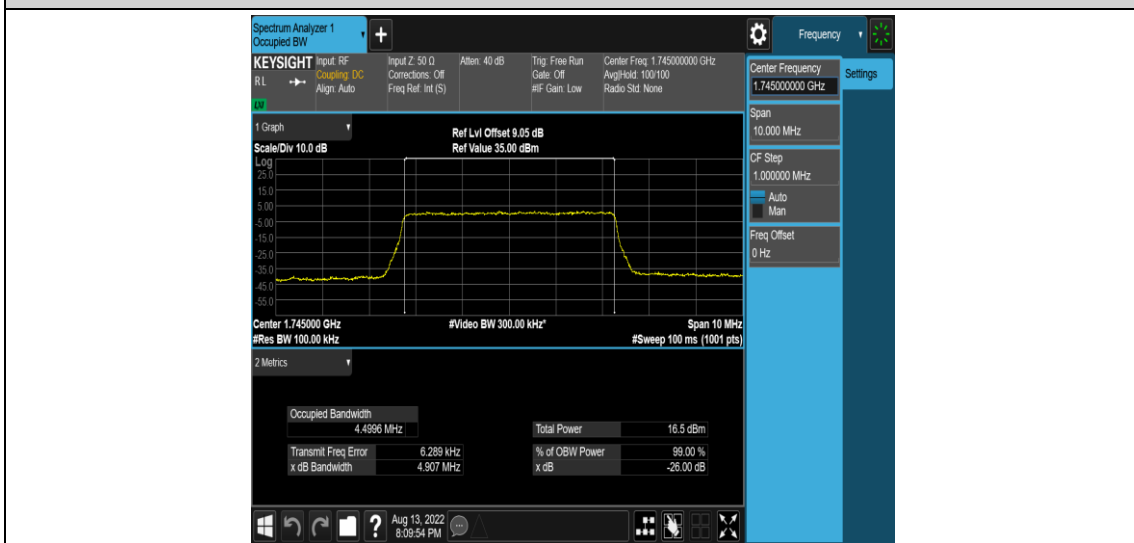 Spectrum Analyzer 1
Occupied BW
+
Frequency
KEYSIGHT
RL
LXI
Input: RF
Coupling: DC
Align: Auto
Input Z: 50 Ω
Corrections: Off
Freq Ref: Int (S)
Atten: 40 dB
Trig: Free Run
Gate: Off
#IF Gain: Low
Center Freq: 1.745000000 GHz
Avg|Hold: 100/100
Radio Std: None
Center Frequency
1.745000000 GHz
Settings
Span
10.000 MHz
CF Step
1.000000 MHz
Auto
Man
Freq Offset
0 Hz
1 Graph
Ref Lvl Offset 9.05 dB
Scale/Div 10.0 dB
Ref Value 35.00 dBm
Log
25.0
15.0
5.00
-5.00
-15.0
-25.0
-35.0
-45.0
-55.0
Center 1.745000 GHz
#Video BW 300.00 kHz*
Span 10 MHz
#Res BW 100.00 kHz
#Sweep 100 ms (1001 pts)
2 Metrics
Occupied Bandwidth
4.4996 MHz
Total Power 16.5 dBm
Transmit Freq Error 6.289 kHz
% of OBW Power 99.00 %
x dB Bandwidth 4.907 MHz
x dB -26.00 dB
?
Aug 13, 2022
8:09:54 PM